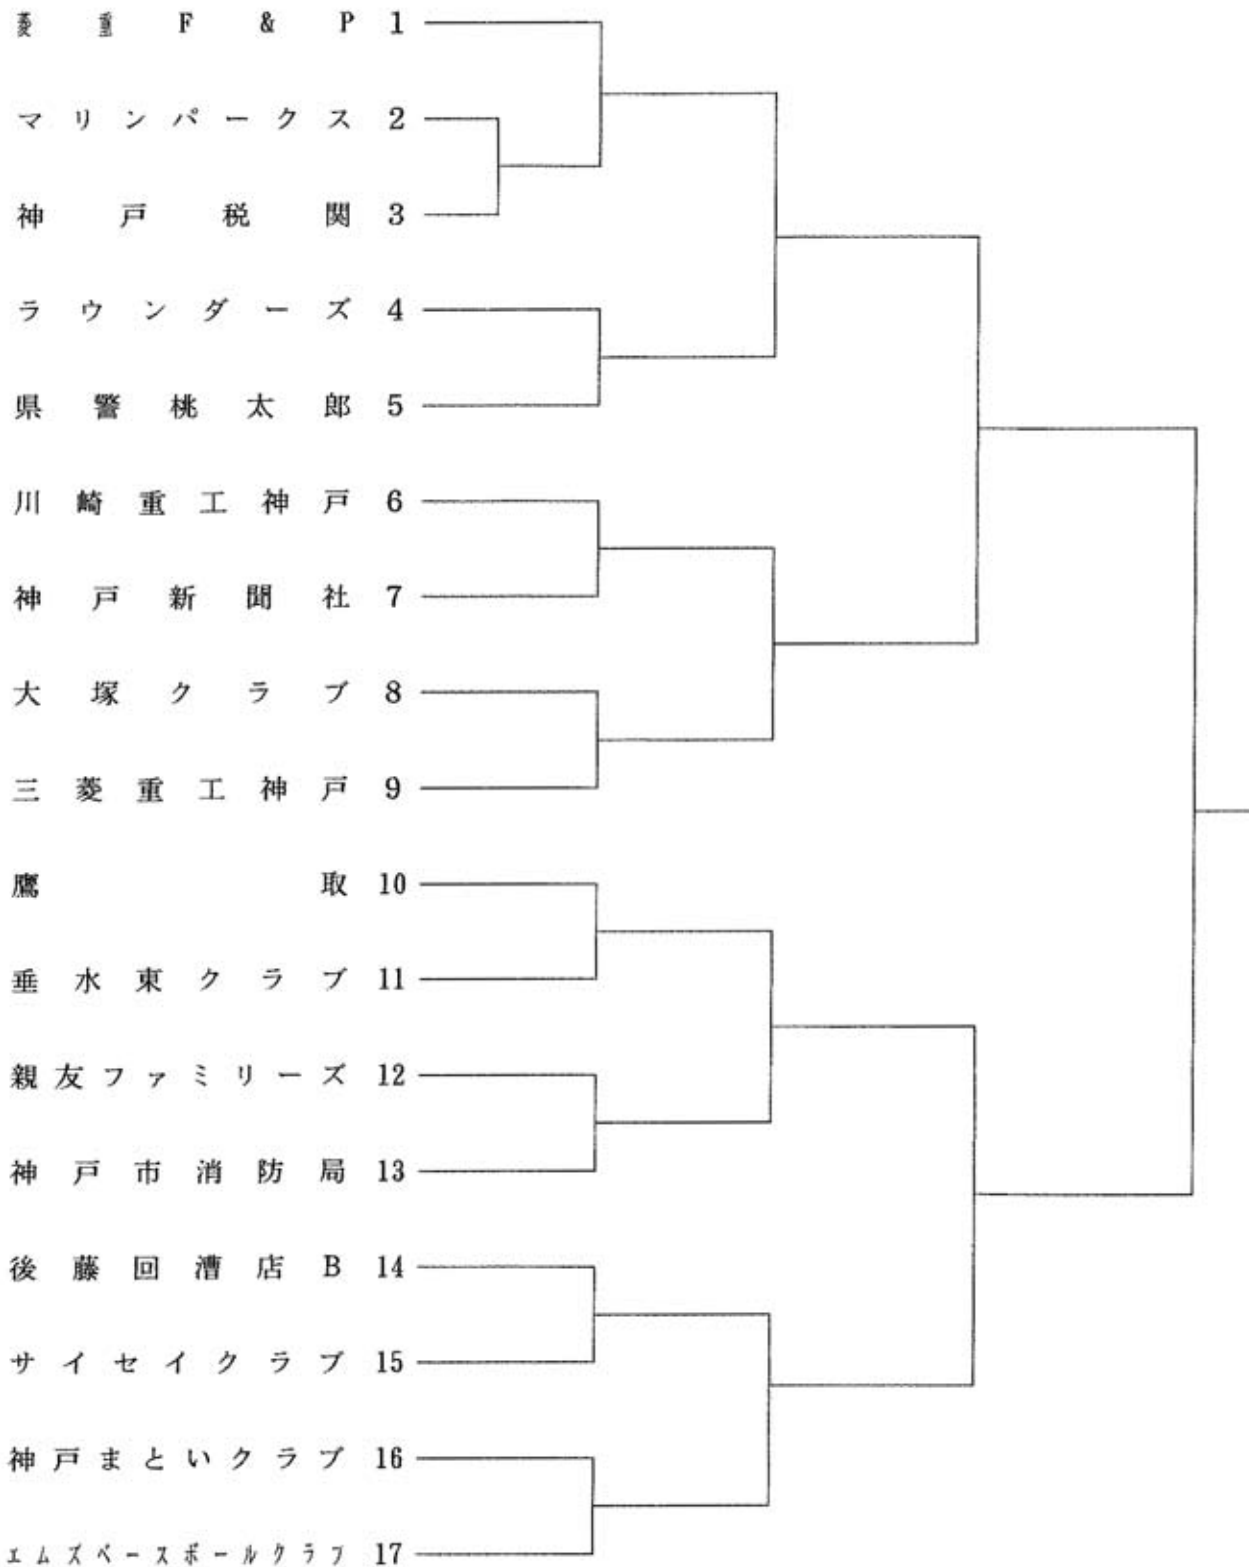 菱重F&P 1
マリンパークス 2
神戸税関 3
ラウンダーズ 4
県警桃太郎 5
川崎重工神戸 6
神戸新聞社 7
大塚クラブ 8
三菱重工神戸 9
鷹取 10
垂水東クラブ 11
親友ファミリーズ 12
神戸市消防局 13
後藤回漕店B 14
サイセイクラブ 15
神戸まといクラブ 16
エムズベースボールクラブ 17